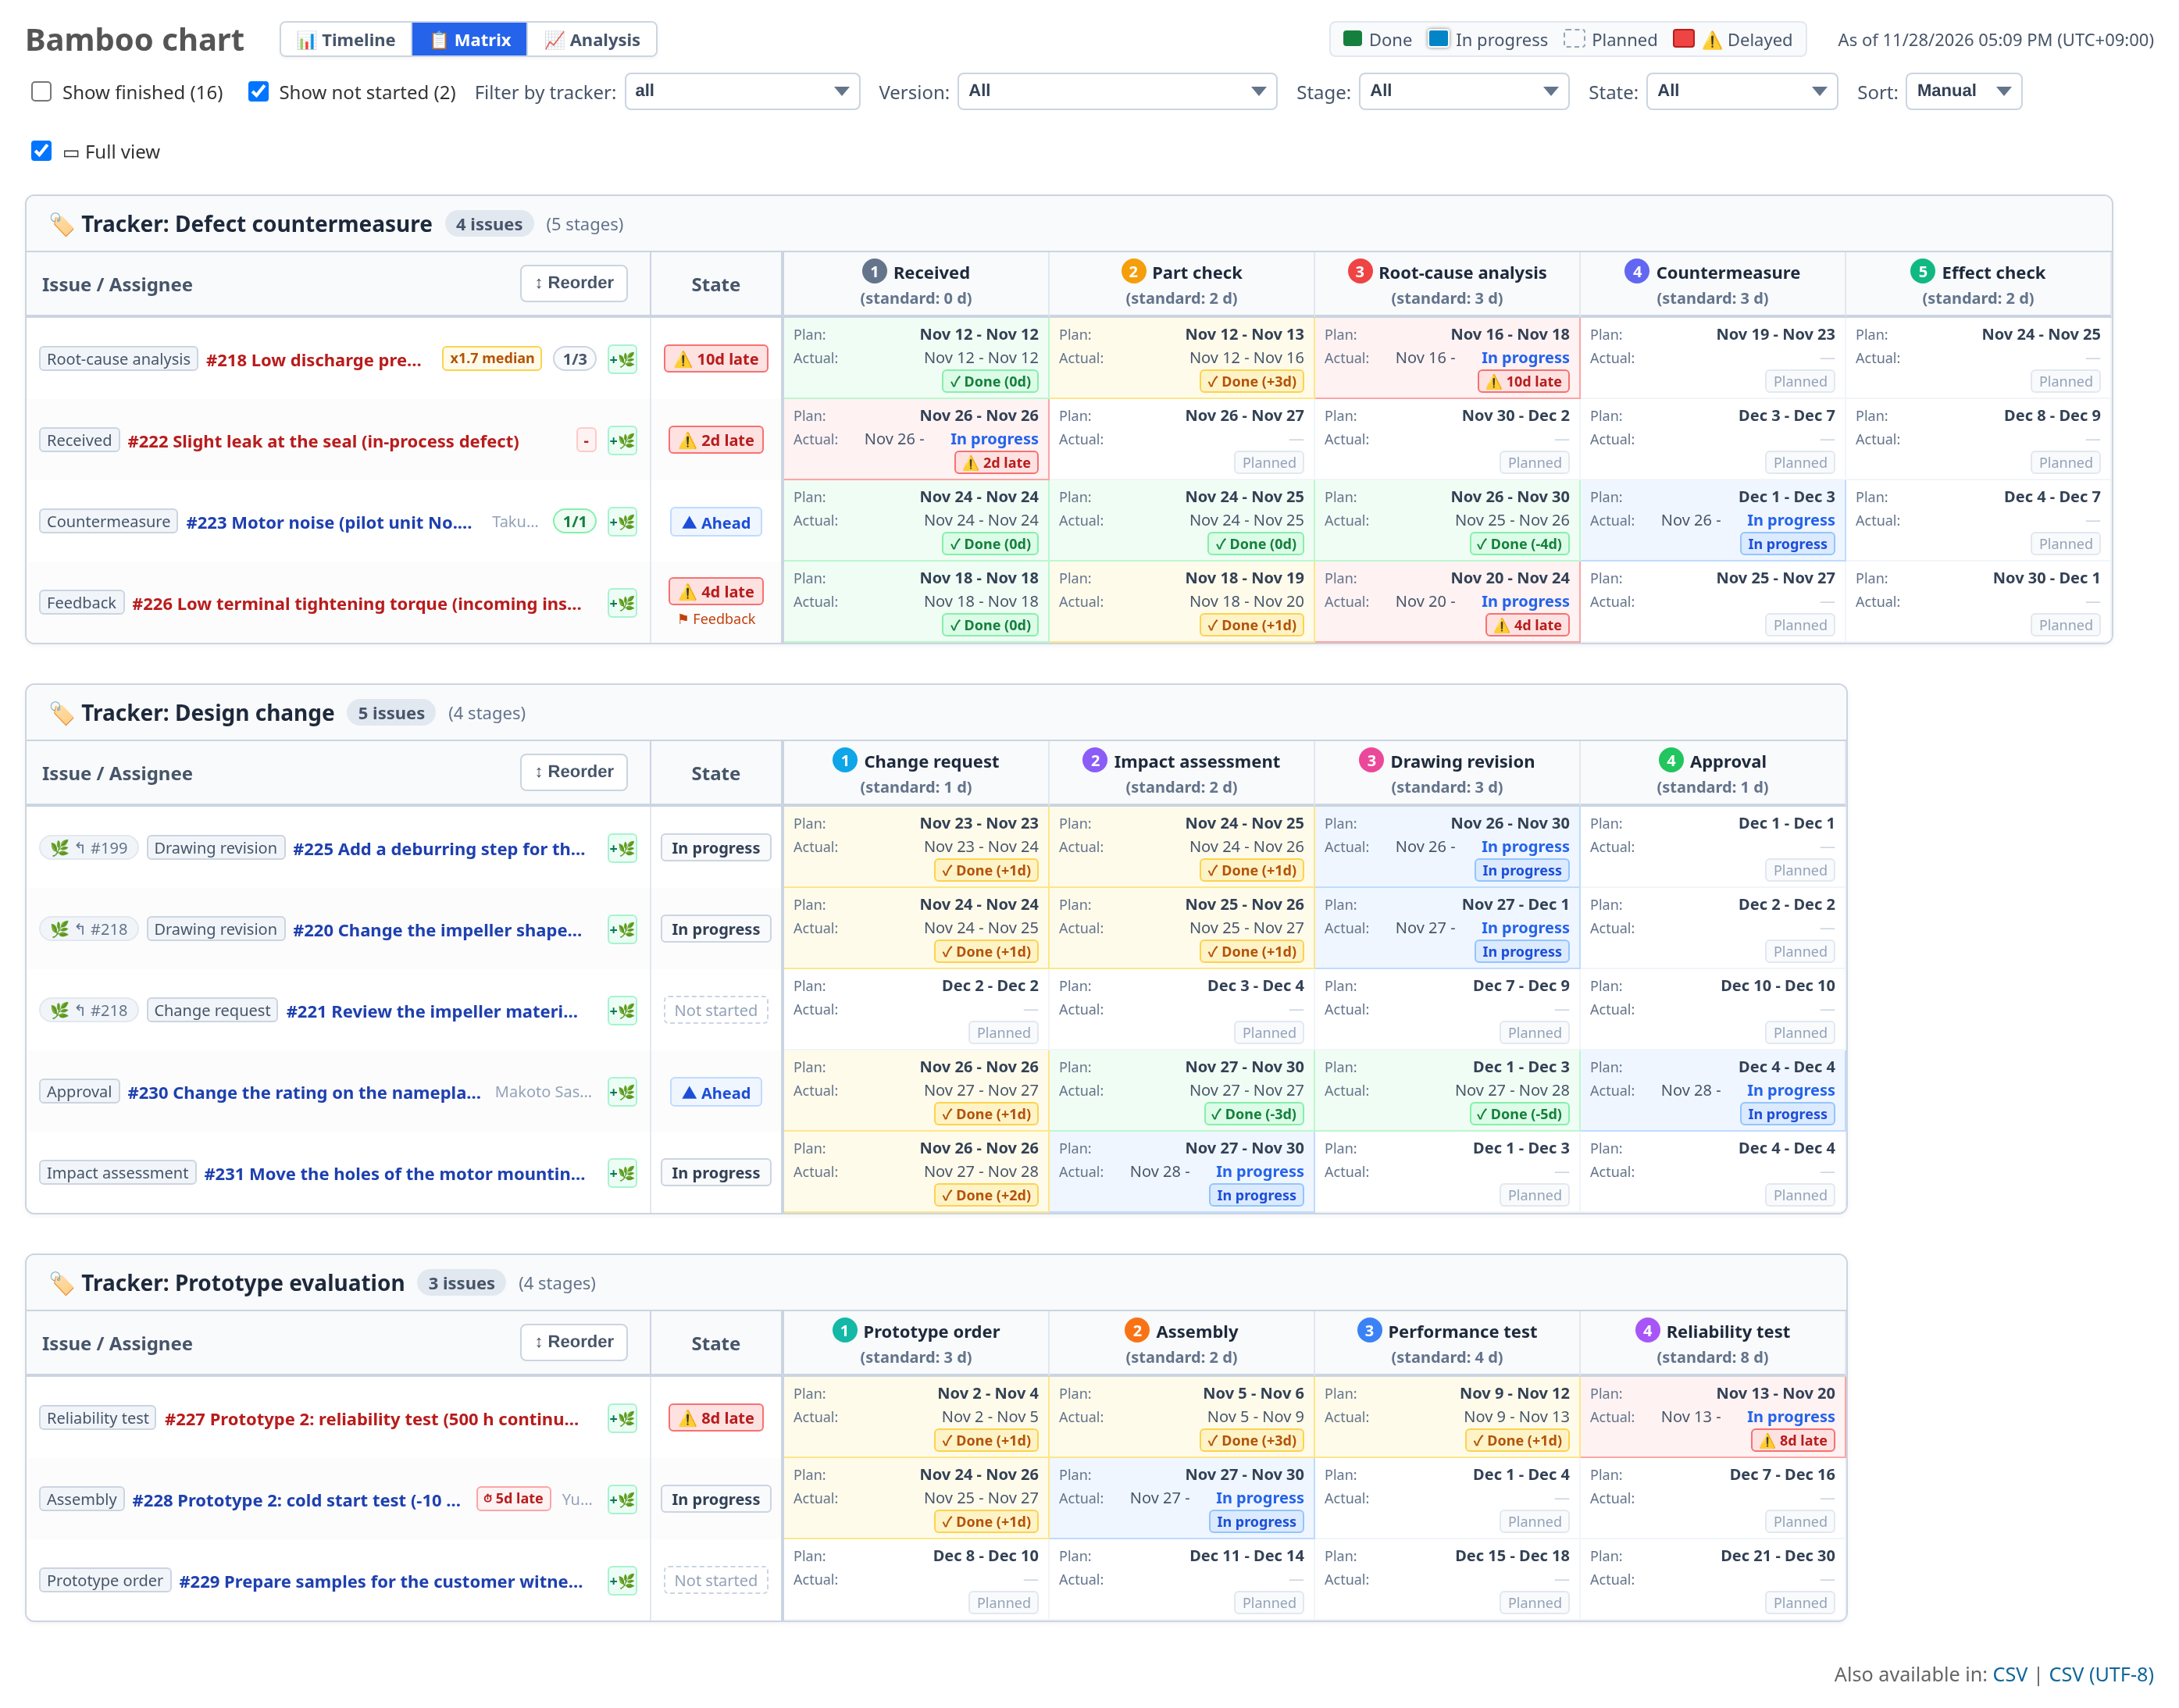 Bamboo chart
📊 Timeline 📋 Matrix 📈 Analysis
Done In progress Planned ⚠️ Delayed
As of 11/28/2026 05:09 PM (UTC+09:00)
Show finished (16) Show not started (2) Filter by tracker: all Version: All Stage: All State: All Sort: Manual
▭ Full view
🏷️ Tracker: Defect countermeasure 4 issues (5 stages)
Issue / Assignee ↕ Reorder State 1 Received 2 Part check 3 Root-cause analysis 4 Countermeasure 5 Effect check
(standard: 0 d) (standard: 2 d) (standard: 3 d) (standard: 3 d) (standard: 2 d)
Root-cause analysis #218 Low discharge pre... x1.7 median 1/3 +🌿 ⚠️ 10d late
Plan: Nov 12 - Nov 12 Plan: Nov 12 - Nov 13 Plan: Nov 16 - Nov 18 Plan: Nov 19 - Nov 23 Plan: Nov 24 - Nov 25
Actual: Nov 12 - Nov 12 Actual: Nov 12 - Nov 16 Actual: Nov 16 - In progress Actual: — Actual: —
✓ Done (0d) ✓ Done (+3d) ⚠️ 10d late Planned Planned
Received #222 Slight leak at the seal (in-process defect) - +🌿 ⚠️ 2d late
Plan: Nov 26 - Nov 26 Plan: Nov 26 - Nov 27 Plan: Nov 30 - Dec 2 Plan: Dec 3 - Dec 7 Plan: Dec 8 - Dec 9
Actual: Nov 26 - In progress Actual: — Actual: — Actual: — Actual: —
⚠️ 2d late Planned Planned Planned Planned
Countermeasure #223 Motor noise (pilot unit No.... Taku... 1/1 +🌿 ▲ Ahead
Plan: Nov 24 - Nov 24 Plan: Nov 24 - Nov 25 Plan: Nov 26 - Nov 30 Plan: Dec 1 - Dec 3 Plan: Dec 4 - Dec 7
Actual: Nov 24 - Nov 24 Actual: Nov 24 - Nov 25 Actual: Nov 25 - Nov 26 Actual: Nov 26 - In progress Actual: —
✓ Done (0d) ✓ Done (0d) ✓ Done (-4d) In progress Planned
Feedback #226 Low terminal tightening torque (incoming ins... +🌿 ⚠️ 4d late
⚑ Feedback
Plan: Nov 18 - Nov 18 Plan: Nov 18 - Nov 19 Plan: Nov 20 - Nov 24 Plan: Nov 25 - Nov 27 Plan: Nov 30 - Dec 1
Actual: Nov 18 - Nov 18 Actual: Nov 18 - Nov 20 Actual: Nov 20 - In progress Actual: — Actual: —
✓ Done (0d) ✓ Done (+1d) ⚠️ 4d late Planned Planned
🏷️ Tracker: Design change 5 issues (4 stages)
Issue / Assignee ↕ Reorder State 1 Change request 2 Impact assessment 3 Drawing revision 4 Approval
(standard: 1 d) (standard: 2 d) (standard: 3 d) (standard: 1 d)
🌿 ↰ #199 Drawing revision #225 Add a deburring step for th... +🌿 In progress
Plan: Nov 23 - Nov 23 Plan: Nov 24 - Nov 25 Plan: Nov 26 - Nov 30 Plan: Dec 1 - Dec 1
Actual: Nov 23 - Nov 24 Actual: Nov 24 - Nov 26 Actual: Nov 26 - In progress Actual: —
✓ Done (+1d) ✓ Done (+1d) In progress Planned
🌿 ↰ #218 Drawing revision #220 Change the impeller shape... +🌿 In progress
Plan: Nov 24 - Nov 24 Plan: Nov 25 - Nov 26 Plan: Nov 27 - Dec 1 Plan: Dec 2 - Dec 2
Actual: Nov 24 - Nov 25 Actual: Nov 25 - Nov 27 Actual: Nov 27 - In progress Actual: —
✓ Done (+1d) ✓ Done (+1d) In progress Planned
🌿 ↰ #218 Change request #221 Review the impeller materi... +🌿 Not started
Plan: Dec 2 - Dec 2 Plan: Dec 3 - Dec 4 Plan: Dec 7 - Dec 9 Plan: Dec 10 - Dec 10
Actual: — Actual: — Actual: — Actual: —
Planned Planned Planned Planned
Approval #230 Change the rating on the namepla... Makoto Sas... +🌿 ▲ Ahead
Plan: Nov 26 - Nov 26 Plan: Nov 27 - Nov 30 Plan: Dec 1 - Dec 3 Plan: Dec 4 - Dec 4
Actual: Nov 27 - Nov 27 Actual: Nov 27 - Nov 27 Actual: Nov 27 - Nov 28 Actual: Nov 28 - In progress
✓ Done (+1d) ✓ Done (-3d) ✓ Done (-5d) In progress
Impact assessment #231 Move the holes of the motor mountin... +🌿 In progress
Plan: Nov 26 - Nov 26 Plan: Nov 27 - Nov 30 Plan: Dec 1 - Dec 3 Plan: Dec 4 - Dec 4
Actual: Nov 27 - Nov 28 Actual: Nov 28 - In progress Actual: — Actual: —
✓ Done (+2d) In progress Planned Planned
🏷️ Tracker: Prototype evaluation 3 issues (4 stages)
Issue / Assignee ↕ Reorder State 1 Prototype order 2 Assembly 3 Performance test 4 Reliability test
(standard: 3 d) (standard: 2 d) (standard: 4 d) (standard: 8 d)
Reliability test #227 Prototype 2: reliability test (500 h continu... +🌿 ⚠️ 8d late
Plan: Nov 2 - Nov 4 Plan: Nov 5 - Nov 6 Plan: Nov 9 - Nov 12 Plan: Nov 13 - Nov 20
Actual: Nov 2 - Nov 5 Actual: Nov 5 - Nov 9 Actual: Nov 9 - Nov 13 Actual: Nov 13 - In progress
✓ Done (+1d) ✓ Done (+3d) ✓ Done (+1d) ⚠️ 8d late
Assembly #228 Prototype 2: cold start test (-10 ... ⏱ 5d late Yu... +🌿 In progress
Plan: Nov 24 - Nov 26 Plan: Nov 27 - Nov 30 Plan: Dec 1 - Dec 4 Plan: Dec 7 - Dec 16
Actual: Nov 25 - Nov 27 Actual: Nov 27 - In progress Actual: — Actual: —
✓ Done (+1d) In progress Planned Planned
Prototype order #229 Prepare samples for the customer witne... +🌿 Not started
Plan: Dec 8 - Dec 10 Plan: Dec 11 - Dec 14 Plan: Dec 15 - Dec 18 Plan: Dec 21 - Dec 30
Actual: — Actual: — Actual: — Actual: —
Planned Planned Planned Planned
Also available in: CSV | CSV (UTF-8)